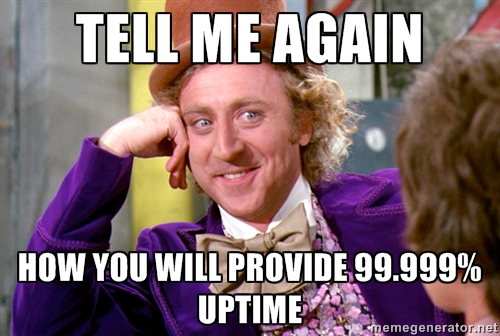 TELL ME AGAIN
HOW YOU WILL PROVIDE 99.999%
UPTIME
memegenerator.net